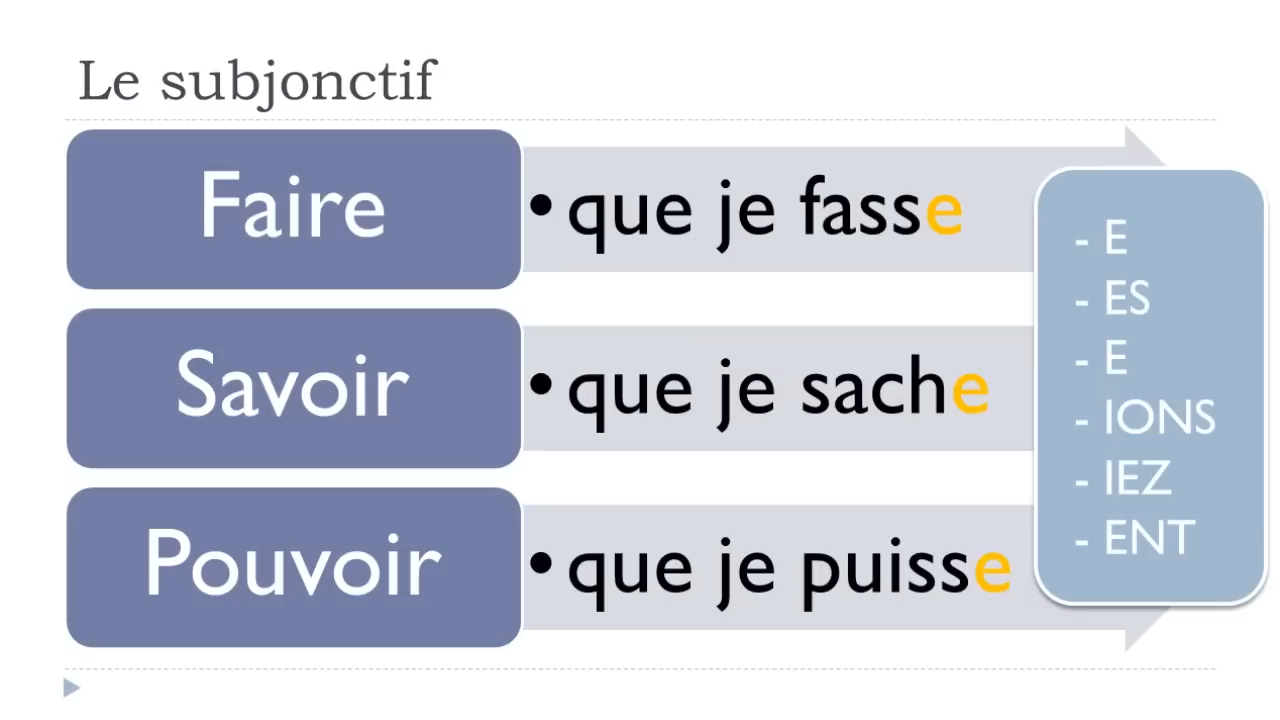 Le subjonctif
Faire
• que je fasse
Savoir
• que je sache
Pouvoir
• que je puisse
- E
- ES
- E
- IONS
- IEZ
- ENT